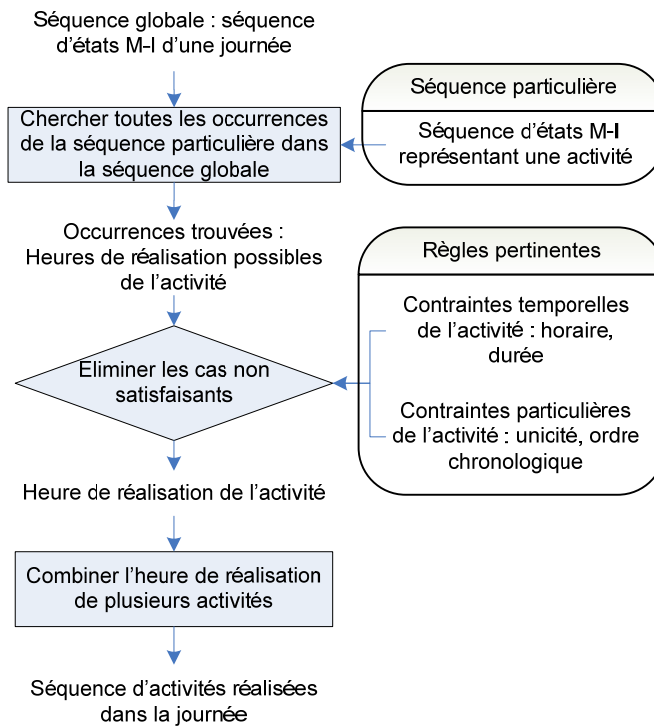 Séquence globale : séquence
d'états M-I d'une journée
Chercher toutes les occurrences
de la séquence particulière dans
la séquence globale
Séquence particulière
Séquence d'états M-I
représentant une activité
Occurrences trouvées :
Heures de réalisation possibles
de l'activité
Règles pertinentes
Contraintes temporelles
de l'activité : horaire,
durée
Contraintes particulières
de l'activité : unicité, ordre
chronologique
Eliminer les cas non
satisfaisants
Heure de réalisation de l'activité
Combiner l'heure de réalisation
de plusieurs activités
Séquence d'activités réalisées
dans la journée